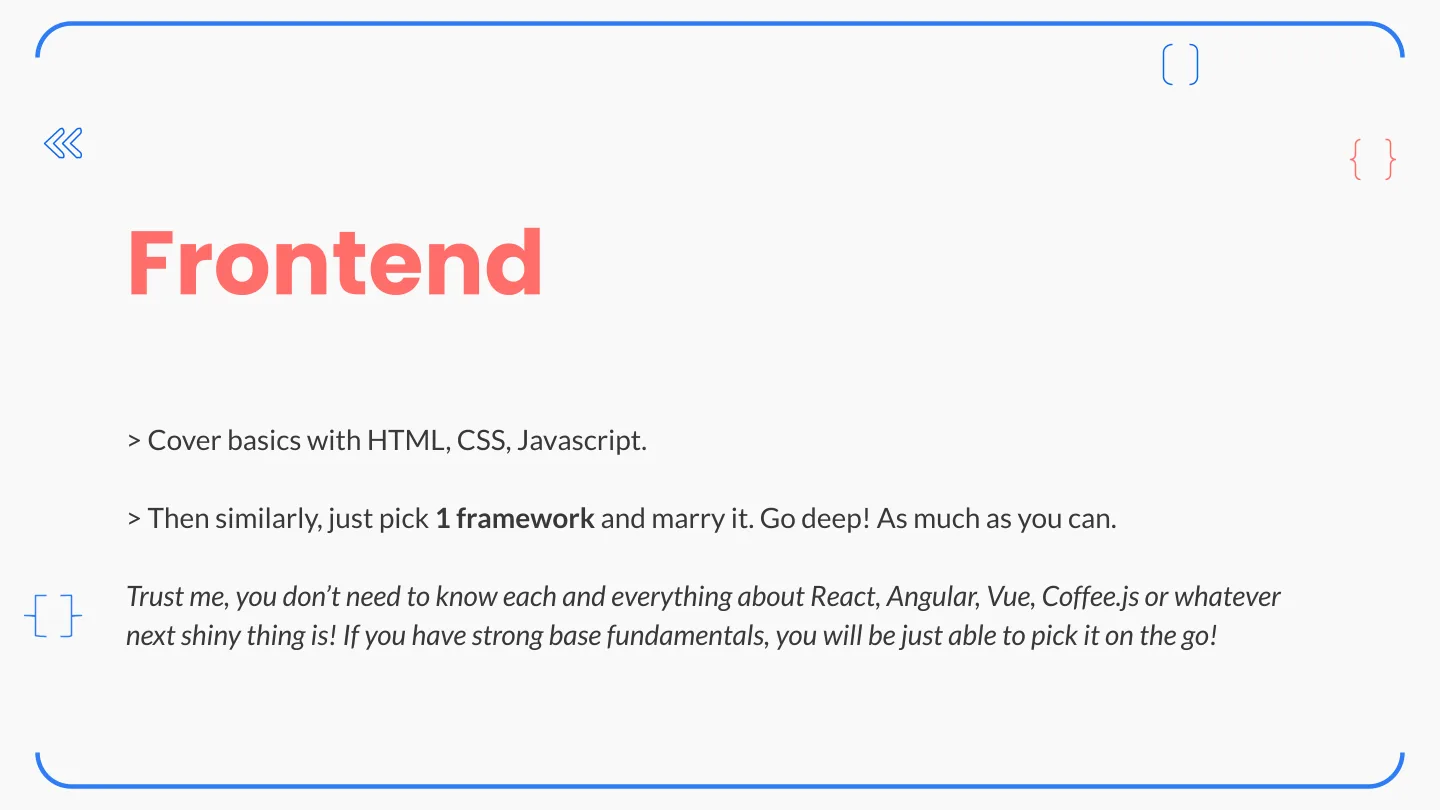 Frontend
> Cover basics with HTML, CSS, Javascript.
> Then similarly, just pick 1 framework and marry it. Go deep! As much as you can.
Trust me, you don’t need to know each and everything about React, Angular, Vue, Coffee.js or whatever
next shiny thing is! If you have strong base fundamentals, you will be just able to pick it on the go!